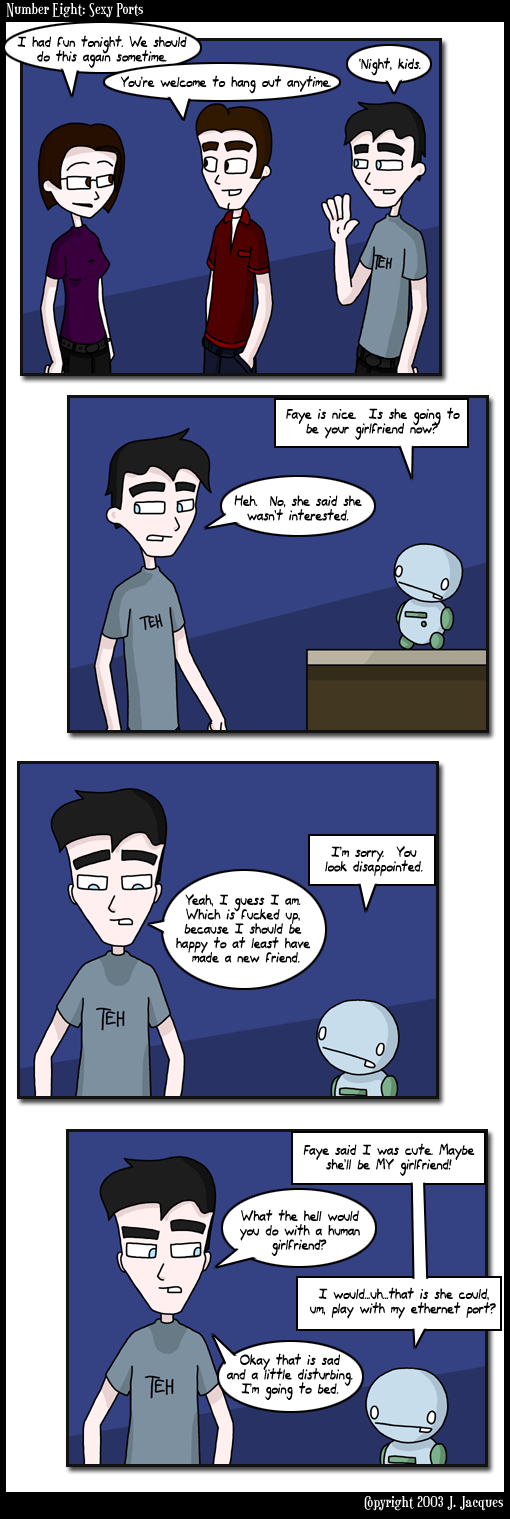 Number Eight: Sexy Ports
I had fun tonight. We should
do this again sometime.
You're welcome to hang out anytime.
'Night, kids.
TEH
Faye is nice. Is she going to
be your girlfriend now?
Heh. No, she said she
wasn't interested.
TEH
I'm sorry. You
look disappointed.
Yeah, I guess I am.
Which is fucked up,
because I should be
happy to at least have
made a new friend.
TEH
Faye said I was cute. Maybe
she'll be MY girlfriend!
What the hell would
you do with a human
girlfriend?
I would...uh...that is she could,
um, play with my ethernet port?
Okay that is sad
and a little disturbing.
I'm going to bed.
TEH
Copyright 2003 J. Jacques